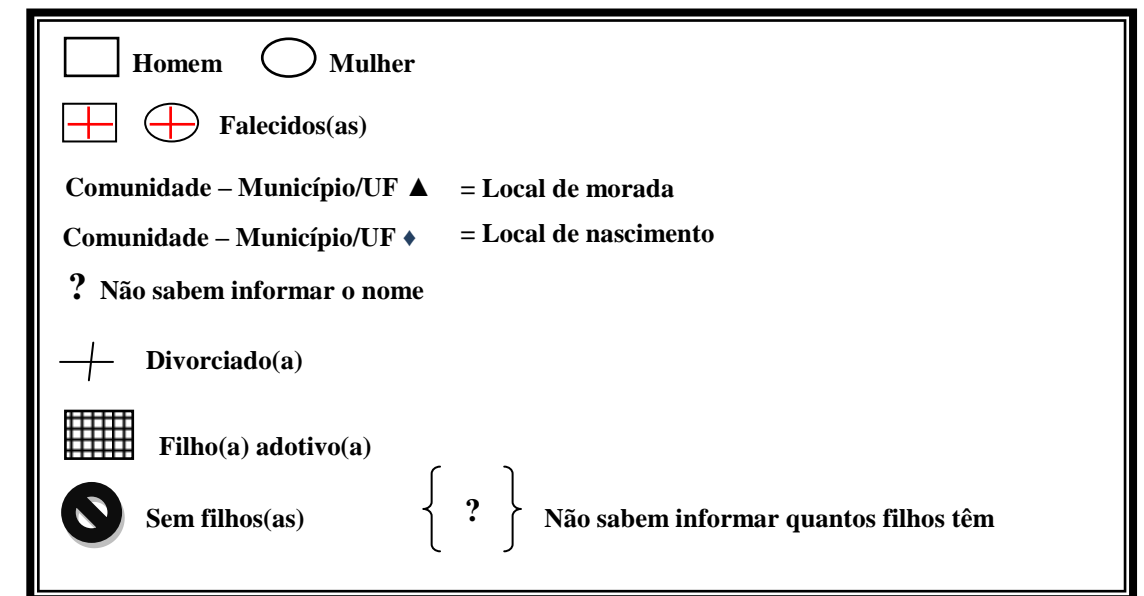 Homem Mulher
Falecidos(as)
Comunidade – Município/UF ▲ = Local de morada
Comunidade – Município/UF ♦ = Local de nascimento
? Não sabem informar o nome
Divorciado(a)
Filho(a) adotivo(a)
Sem filhos(as) { ? } Não sabem informar quantos filhos têm